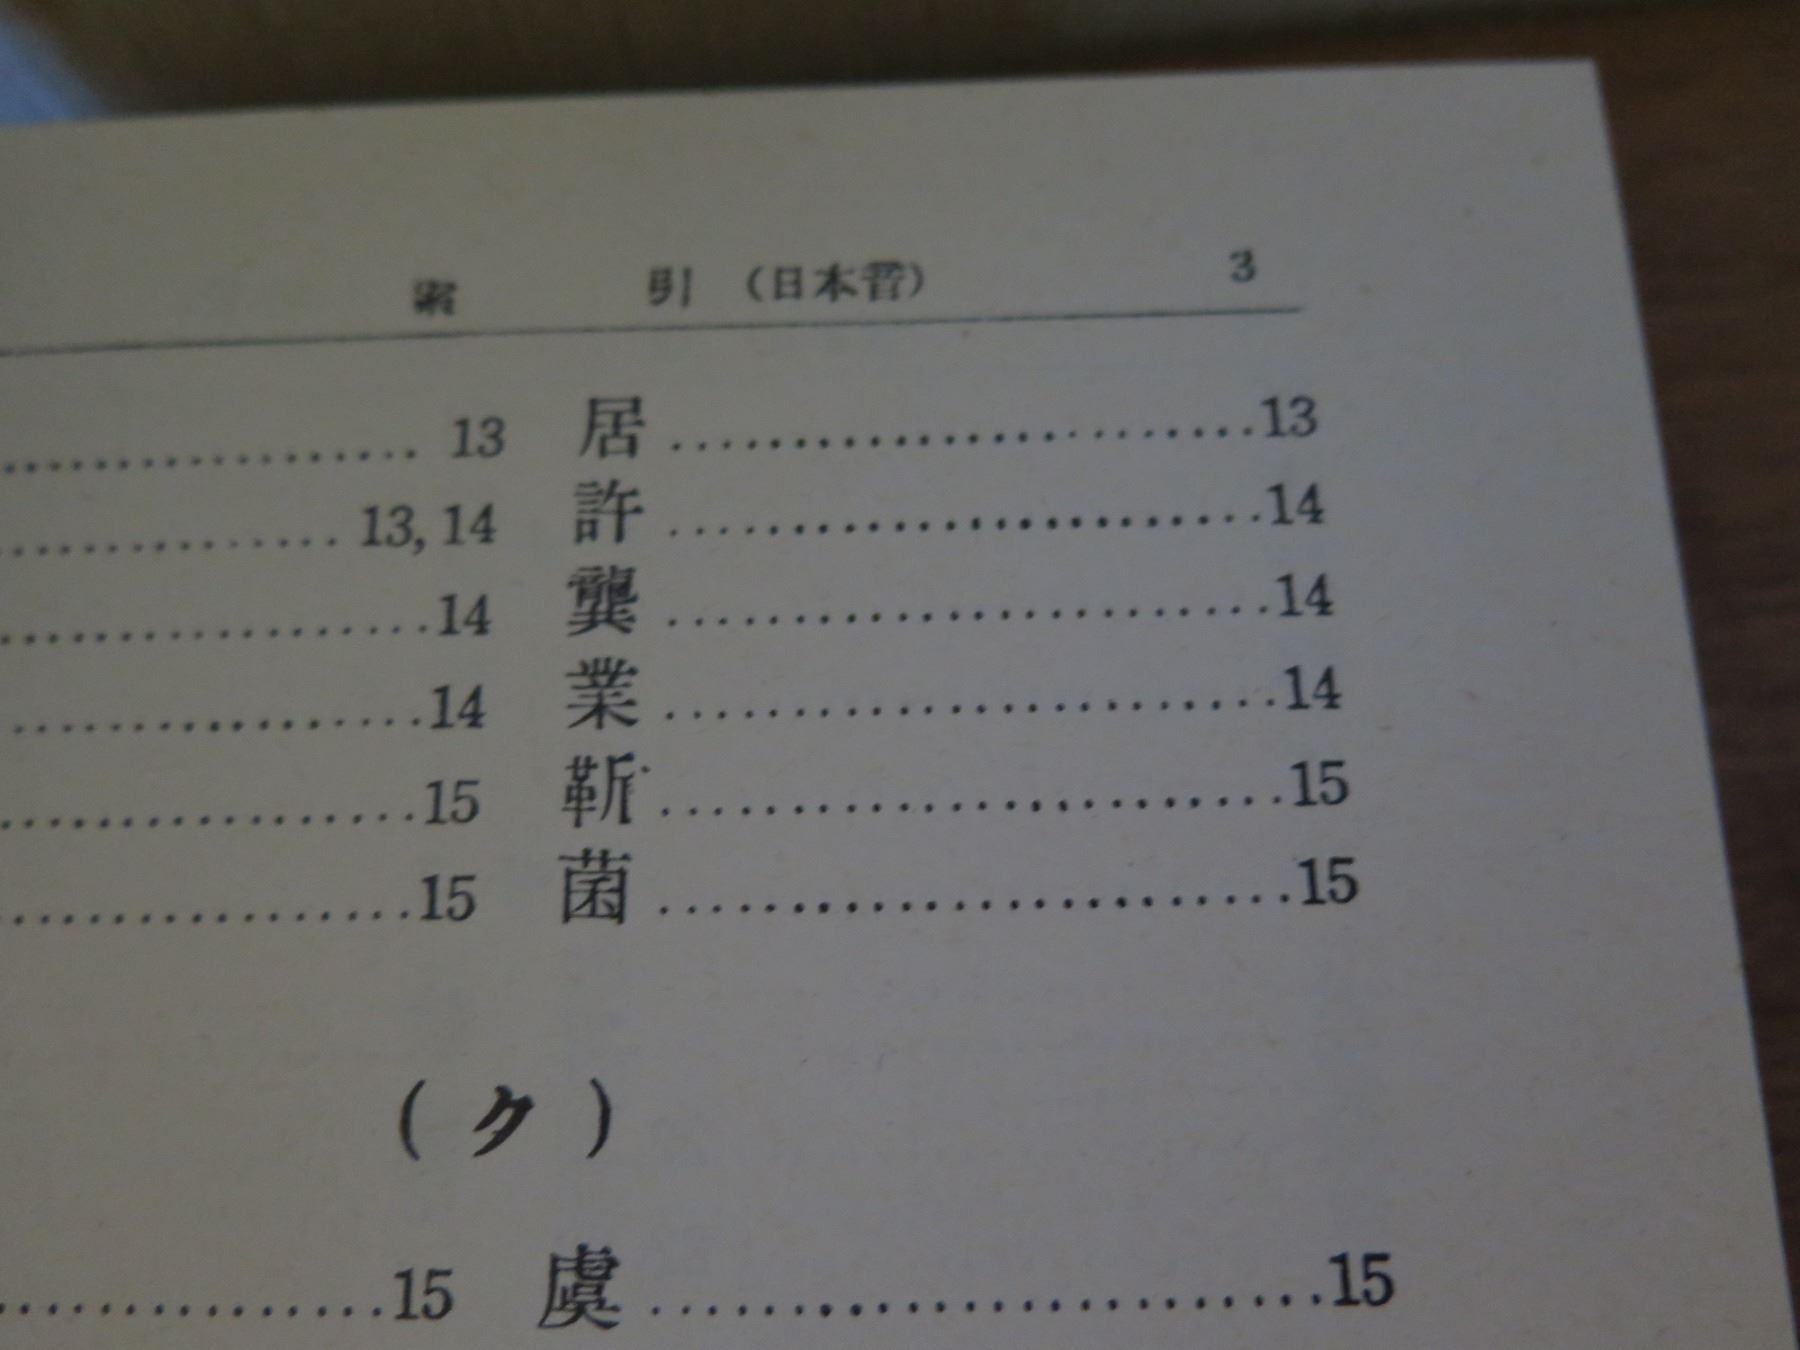 索 引 (日本音) 3
.................. 13 居 ........................13
............... 13, 14 許 ........................14
..................14 龔 ........................14
.................14 業 ........................14
.................15 靳 ........................15
.................15 菌 ........................15
( ク )
................15 虞 ..........................15